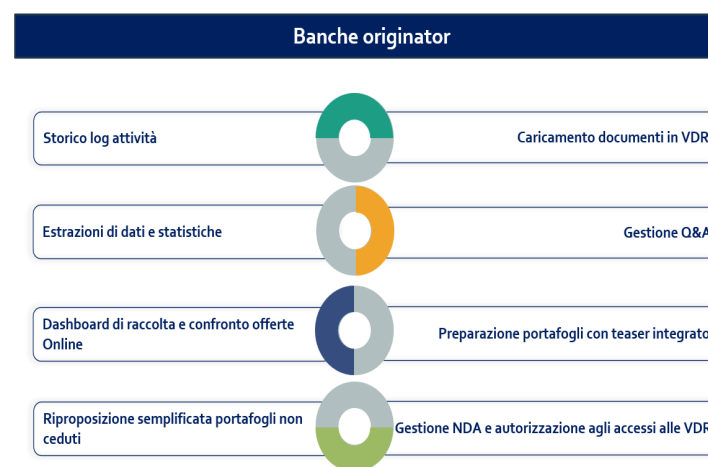 Banche originator
Storico log attività
Caricamento documenti in VDR
Estrazioni di dati e statistiche
Gestione Q&A
Dashboard di raccolta e confronto offerte
Online
Preparazione portafogli con teaser integrato
Riproposizione semplificata portafogli non
ceduti
Gestione NDA e autorizzazione agli accessi alle VDR